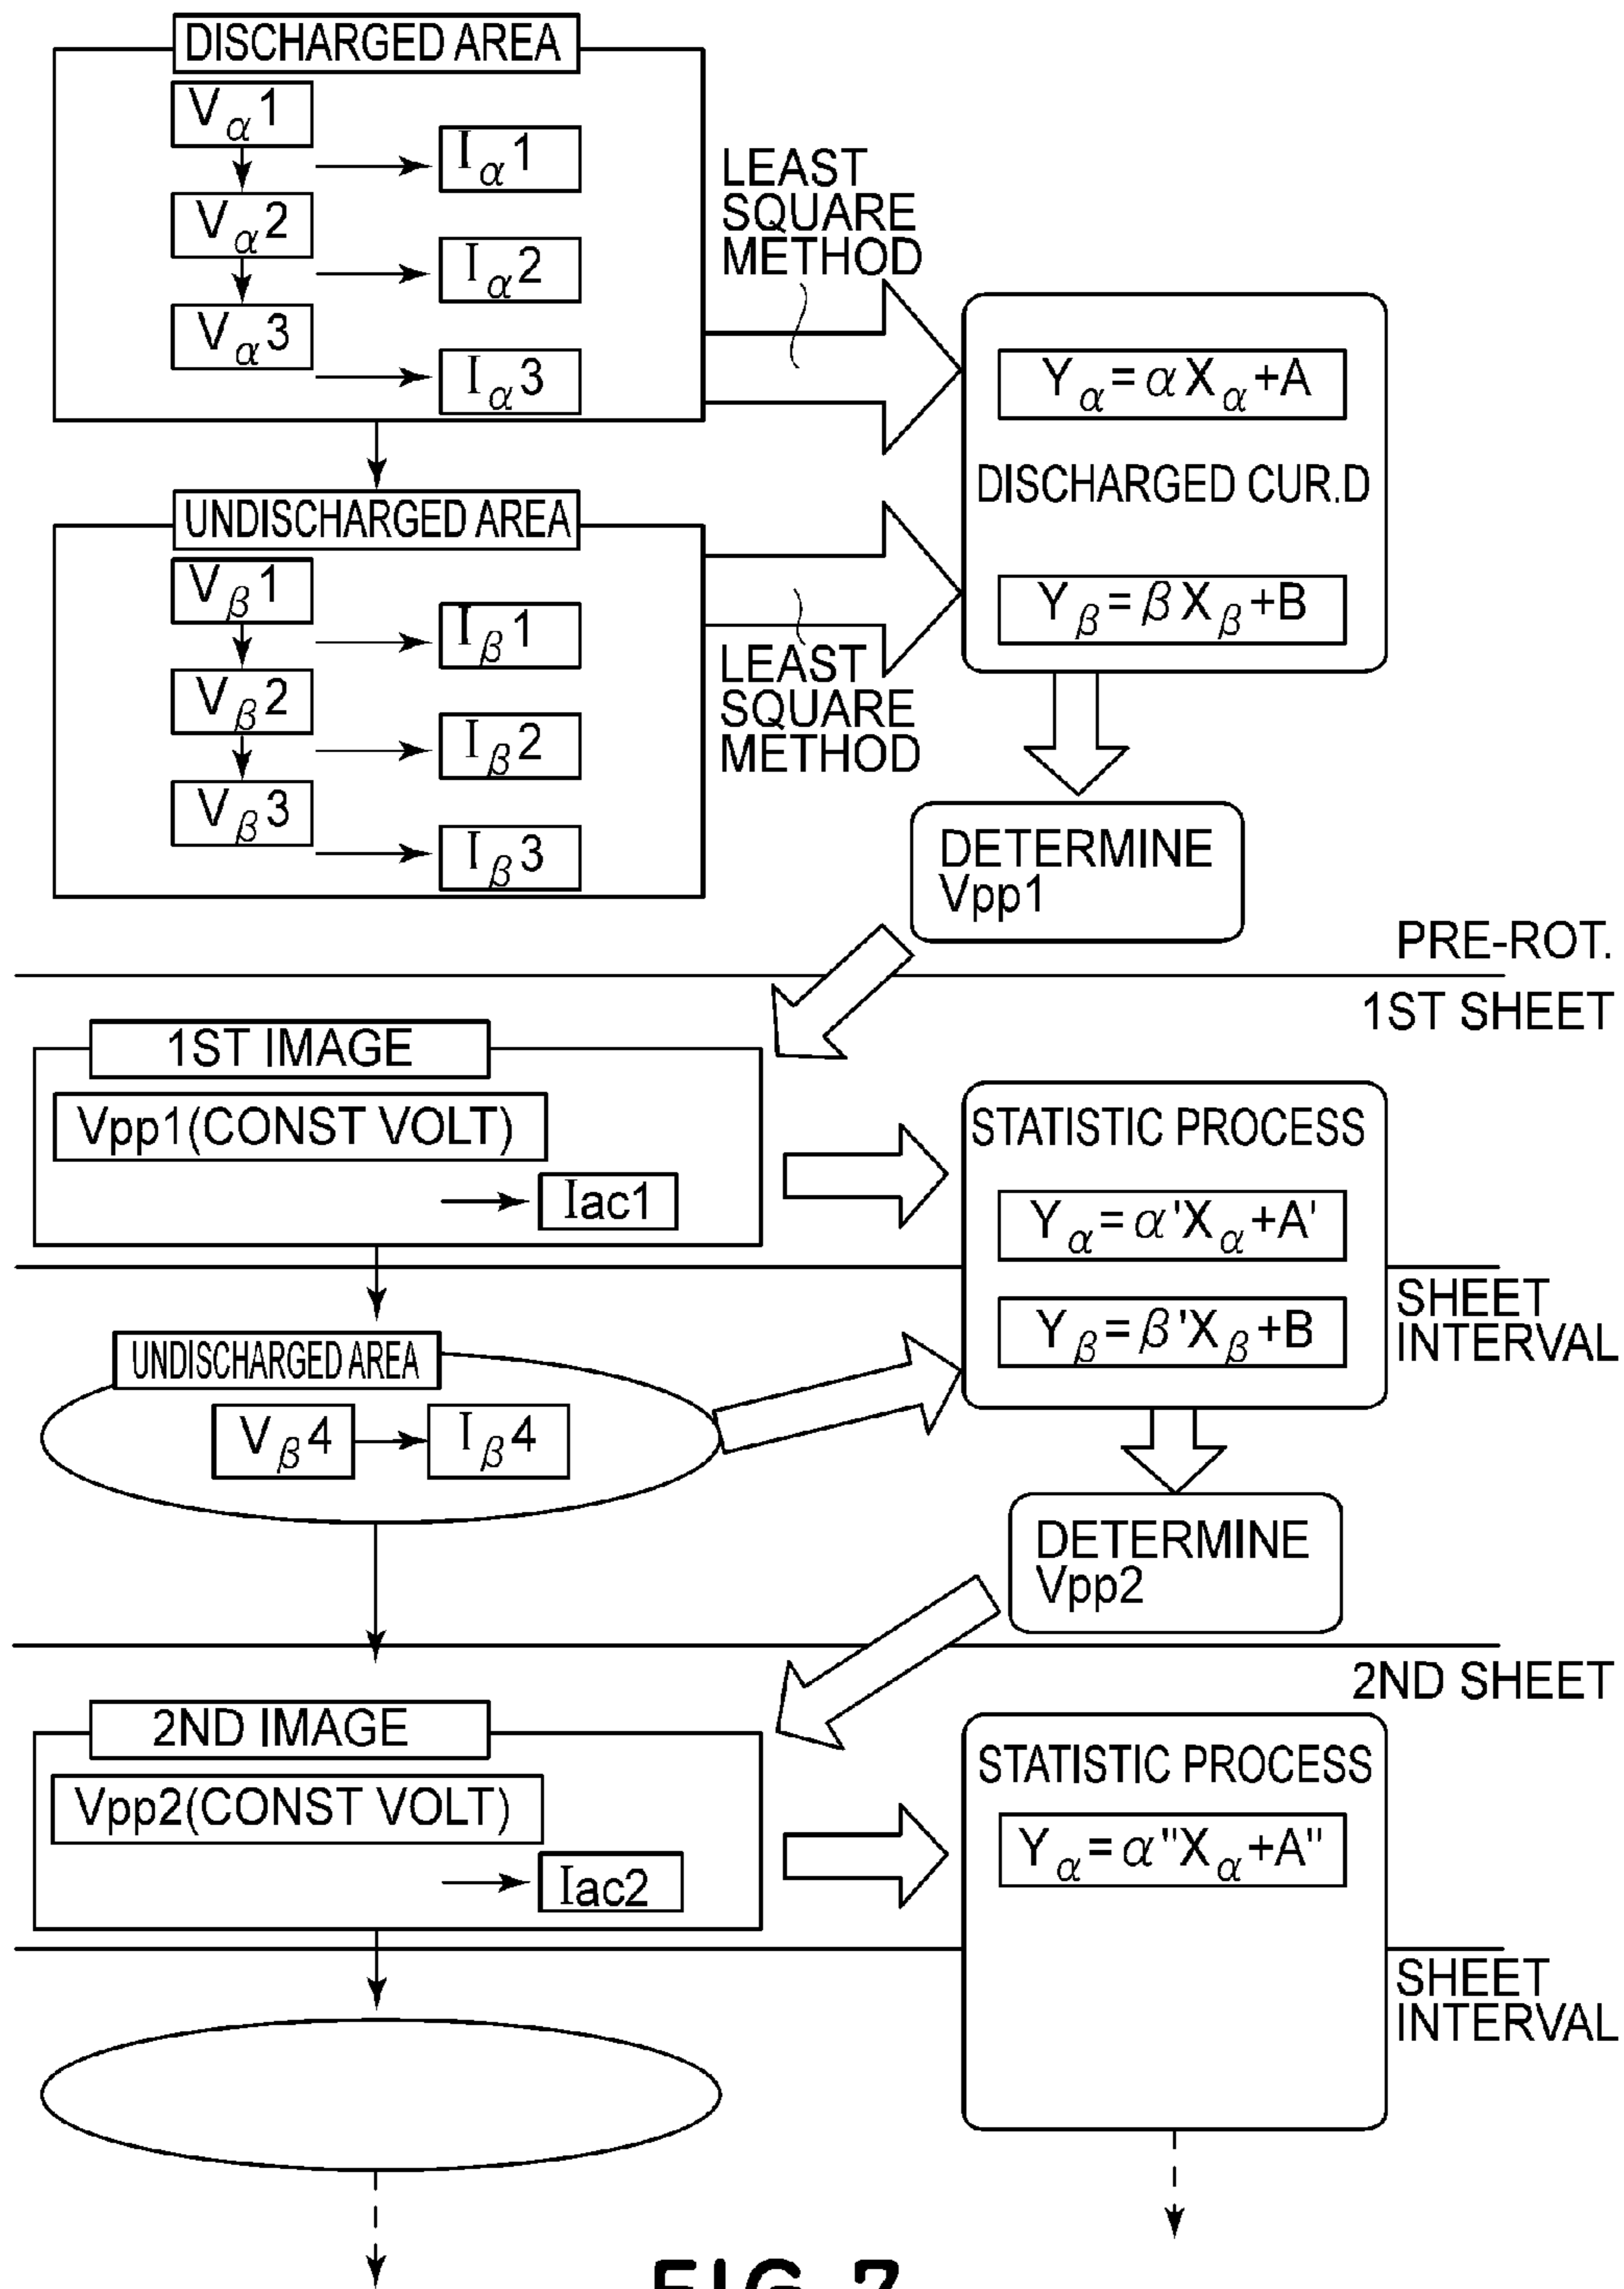 DISCHARGED AREA
Vα1
Iα1
Vα2
Iα2
Vα3
Iα3
LEAST
SQUARE
METHOD
Yα=αXα+A
DISCHARGED CUR.D
Yβ=βXβ+B
UNDISCHARGED AREA
Vβ1
Iβ1
Vβ2
Iβ2
Vβ3
Iβ3
LEAST
SQUARE
METHOD
DETERMINE
Vpp1
PRE-ROT.
1ST SHEET
1ST IMAGE
Vpp1(CONST VOLT)
Iac1
STATISTIC PROCESS
Yα=α'Xα+A'
Yβ=β'Xβ+B
SHEET
INTERVAL
UNDISCHARGED AREA
Vβ4
Iβ4
DETERMINE
Vpp2
2ND SHEET
2ND IMAGE
Vpp2(CONST VOLT)
Iac2
STATISTIC PROCESS
Yα=α"Xα+A"
SHEET
INTERVAL